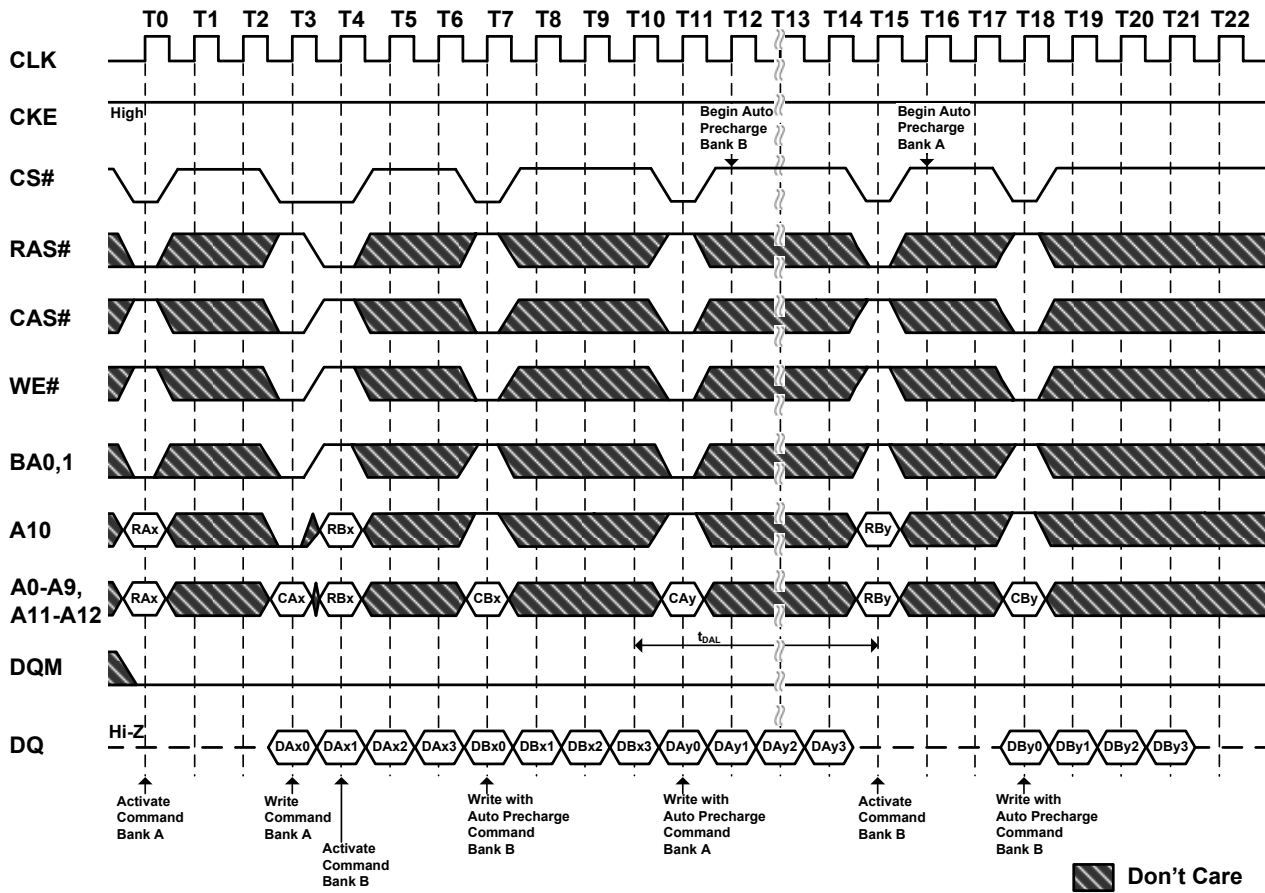 T0 T1 T2 T3 T4 T5 T6 T7 T8 T9 T10 T11 T12 T13 T14 T15 T16 T17 T18 T19 T20 T21 T22
CLK
CKE
High
Begin Auto
Precharge
Bank B
Begin Auto
Precharge
Bank A
CS#
RAS#
CAS#
WE#
BA0,1
A10
RAx RBx RBy
A0-A9,
A11-A12
RAx CAx RBx CBx CAy RBy CBy
tDAL
DQM
DQ
Hi-Z
DAx0 DAx1 DAx2 DAx3 DBx0 DBx1 DBx2 DBx3 DAy0 DAy1 DAy2 DAy3 DBy0 DBy1 DBy2 DBy3
Activate
Command
Bank A
Write
Command
Bank A
Activate
Command
Bank B
Write with
Auto Precharge
Command
Bank B
Write with
Auto Precharge
Command
Bank A
Activate
Command
Bank B
Write with
Auto Precharge
Command
Bank B
Don't Care